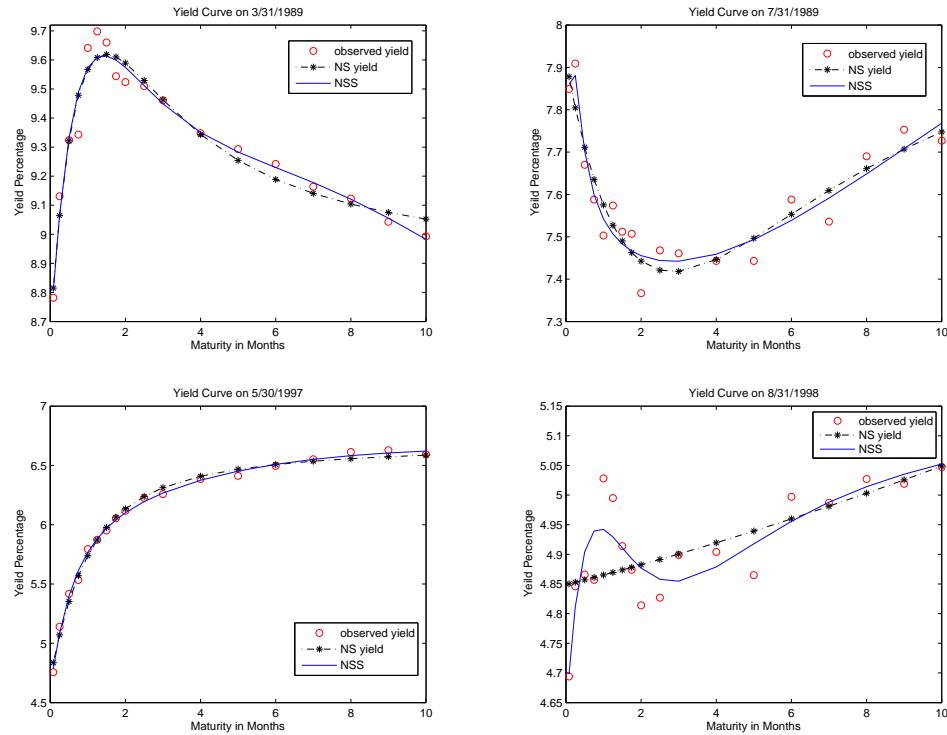 Yield Curve on 3/31/1989
9.7
9.6
9.5
9.4
9.3
9.2
9.1
9
8.9
8.8
8.7
0 2 4 6 8 10
Yeild Percentage
Maturity in Months
observed yield
NS yield
NSS
Yield Curve on 7/31/1989
8
7.9
7.8
7.7
7.6
7.5
7.4
7.3
0 2 4 6 8 10
Yeild Percentage
Maturity in Months
observed yield
NS yield
NSS
Yield Curve on 5/30/1997
7
6.5
6
5.5
5
4.5
0 2 4 6 8 10
Yeild Percentage
Maturity in Months
observed yield
NS yield
NSS
Yield Curve on 8/31/1998
5.15
5.1
5.05
5
4.95
4.9
4.85
4.8
4.75
4.7
4.65
0 2 4 6 8 10
Yeild Percentage
Maturity in Months
observed yield
NS yield
NSS